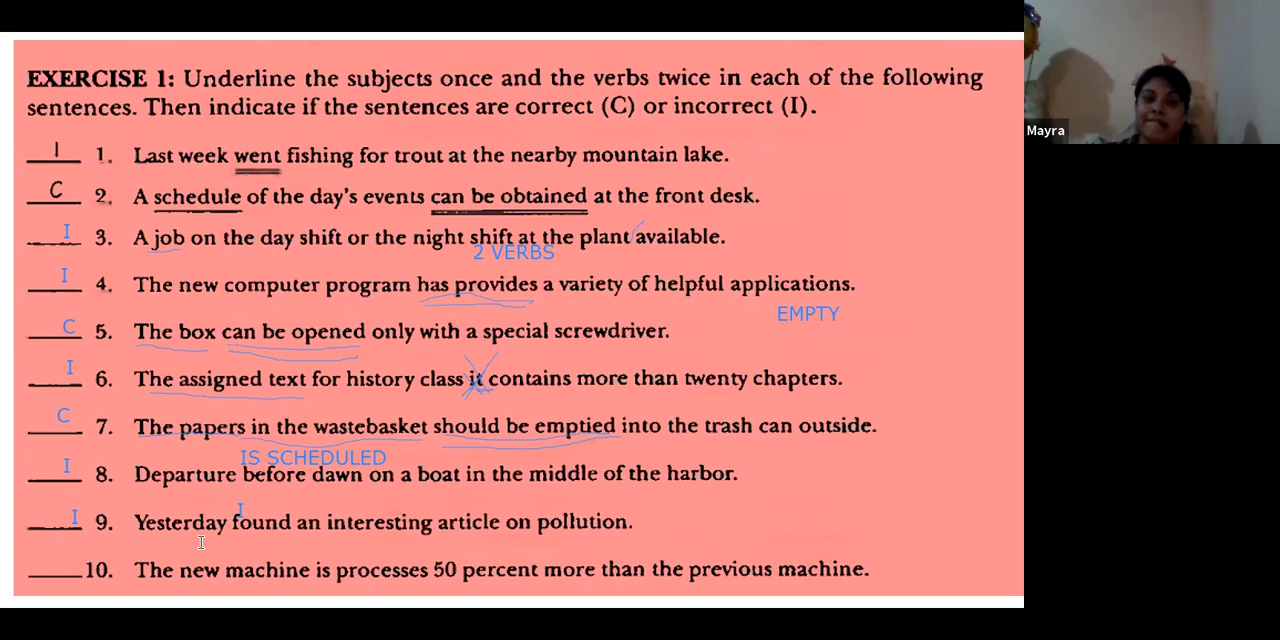 EXERCISE 1: Underline the subjects once and the verbs twice in each of the following
sentences. Then indicate if the sentences are correct (C) or incorrect (I).
Mayra
I 1. Last week went fishing for trout at the nearby mountain lake.
C 2. A schedule of the day's events can be obtained at the front desk.
I 3. A job on the day shift or the night shift at the plant available.
2 VERBS
I 4. The new computer program has provides a variety of helpful applications.
EMPTY
C 5. The box can be opened only with a special screwdriver.
I 6. The assigned text for history class it contains more than twenty chapters.
C 7. The papers in the wastebasket should be emptied into the trash can outside.
IS SCHEDULED
I 8. Departure before dawn on a boat in the middle of the harbor.
I
I 9. Yesterday found an interesting article on pollution.
10. The new machine is processes 50 percent more than the previous machine.